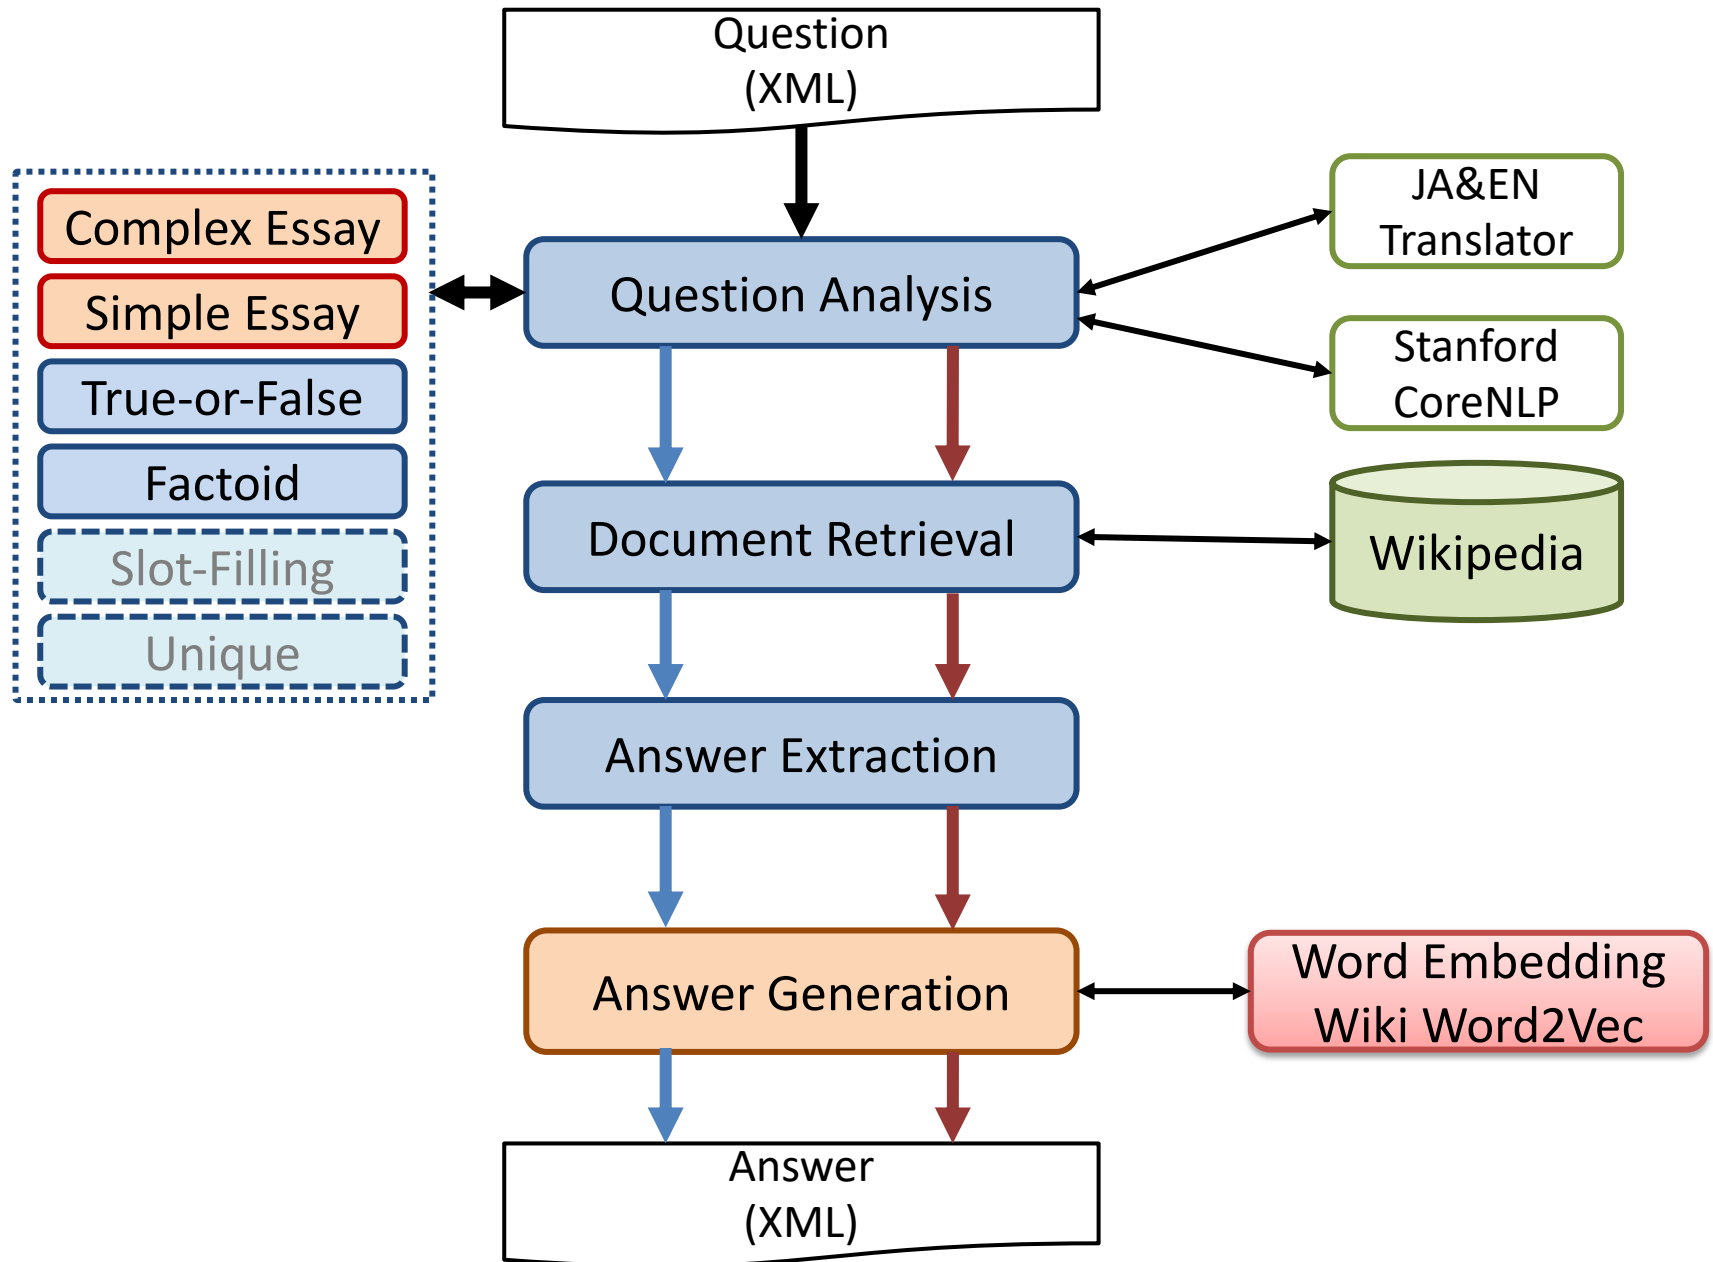 Question
(XML)
Complex Essay
Simple Essay
True-or-False
Factoid
Slot-Filling
Unique
Question Analysis
JA&EN
Translator
Stanford
CoreNLP
Document Retrieval
Wikipedia
Answer Extraction
Answer Generation
Word Embedding
Wiki Word2Vec
Answer
(XML)